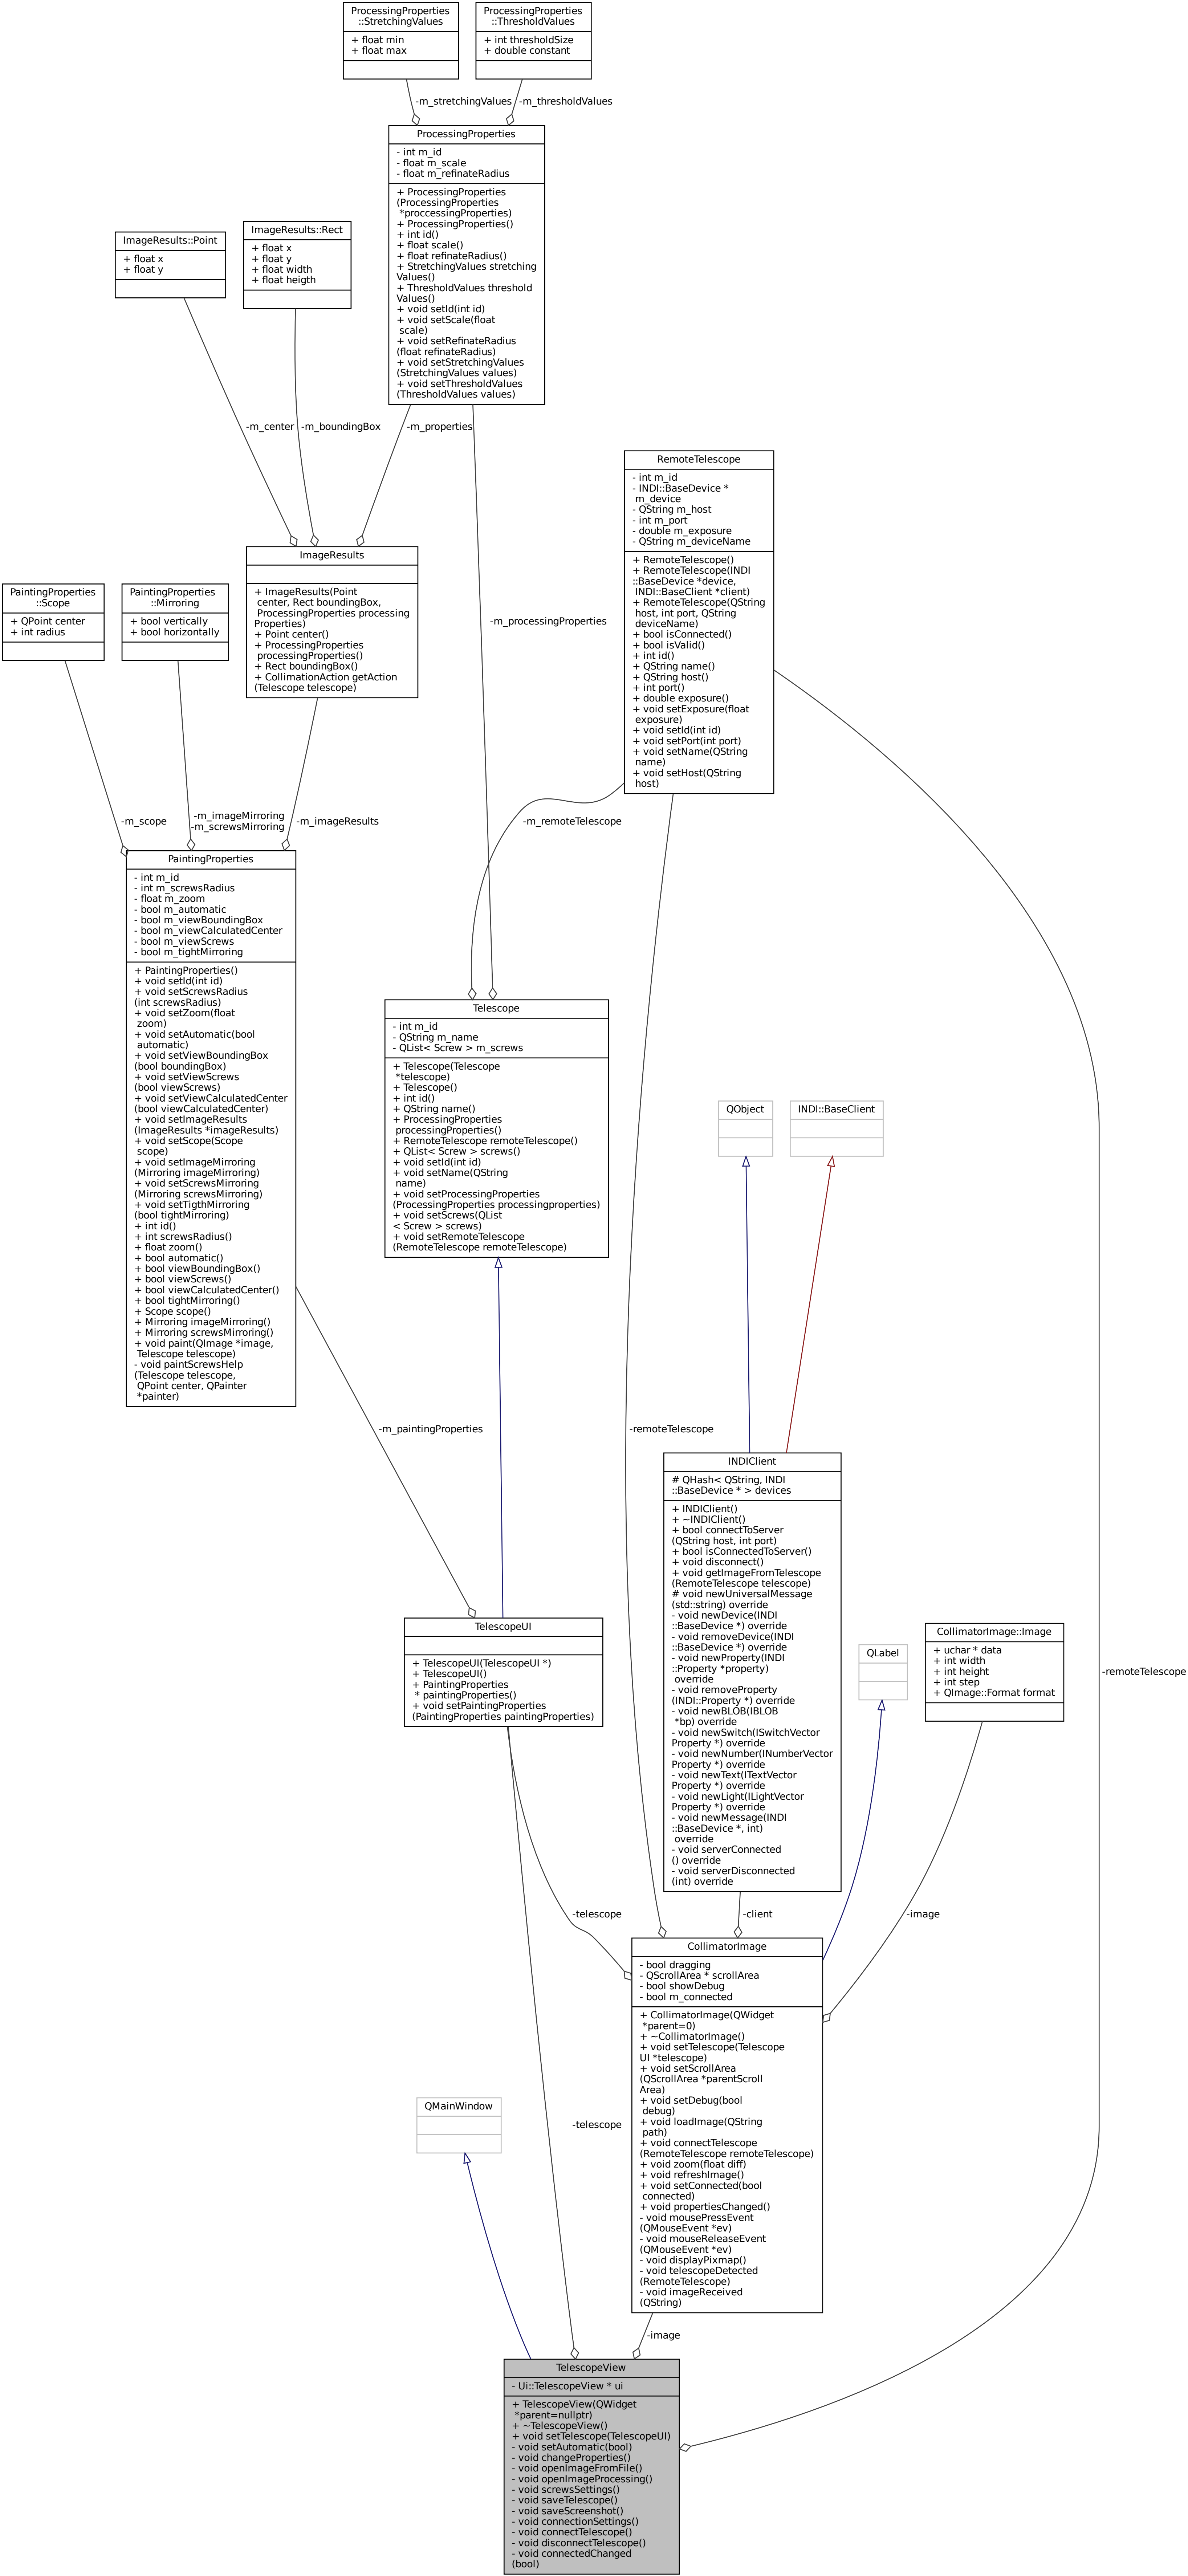 ProcessingProperties
::StretchingValues
+ float min
+ float max
ProcessingProperties
::ThresholdValues
+ int thresholdSize
+ double constant
-m_stretchingValues
-m_thresholdValues
ProcessingProperties
- int m_id
- float m_scale
- float m_refinateRadius
+ ProcessingProperties
(ProcessingProperties
*proccessingProperties)
+ ProcessingProperties()
+ int id()
+ float scale()
+ float refinateRadius()
+ StretchingValues stretching
Values()
+ ThresholdValues threshold
Values()
+ void setId(int id)
+ void setScale(float
scale)
+ void setRefinateRadius
(float refinateRadius)
+ void setStretchingValues
(StretchingValues values)
+ void setThresholdValues
(ThresholdValues values)
ImageResults::Point
+ float x
+ float y
ImageResults::Rect
+ float x
+ float y
+ float width
+ float heigth
-m_center
-m_boundingBox
-m_properties
RemoteTelescope
- int m_id
- INDI::BaseDevice *
m_device
- QString m_host
- int m_port
- double m_exposure
- QString m_deviceName
+ RemoteTelescope()
+ RemoteTelescope(INDI
::BaseDevice *device,
INDI::BaseClient *client)
+ RemoteTelescope(QString
host, int port, QString
deviceName)
+ bool isConnected()
+ bool isValid()
+ int id()
+ QString name()
+ QString host()
+ int port()
+ double exposure()
+ void setExposure(float
exposure)
+ void setId(int id)
+ void setPort(int port)
+ void setName(QString
name)
+ void setHost(QString
host)
ImageResults
+ ImageResults(Point
center, Rect boundingBox,
ProcessingProperties processing
Properties)
+ Point center()
+ ProcessingProperties
processingProperties()
+ Rect boundingBox()
+ CollimationAction getAction
(Telescope telescope)
PaintingProperties
::Scope
+ QPoint center
+ int radius
PaintingProperties
::Mirroring
+ bool vertically
+ bool horizontally
-m_processingProperties
-m_scope
-m_imageMirroring
-m_screwsMirroring
-m_imageResults
-m_remoteTelescope
PaintingProperties
- int m_id
- int m_screwsRadius
- float m_zoom
- bool m_automatic
- bool m_viewBoundingBox
- bool m_viewCalculatedCenter
- bool m_viewScrews
- bool m_tightMirroring
+ PaintingProperties()
+ void setId(int id)
+ void setScrewsRadius
(int screwsRadius)
+ void setZoom(float
zoom)
+ void setAutomatic(bool
automatic)
+ void setViewBoundingBox
(bool boundingBox)
+ void setViewScrews
(bool viewScrews)
+ void setViewCalculatedCenter
(bool viewCalculatedCenter)
+ void setImageResults
(ImageResults *imageResults)
+ void setScope(Scope
scope)
+ void setImageMirroring
(Mirroring imageMirroring)
+ void setScrewsMirroring
(Mirroring screwsMirroring)
+ void setTigthMirroring
(bool tightMirroring)
+ int id()
+ int screwsRadius()
+ float zoom()
+ bool automatic()
+ bool viewBoundingBox()
+ bool viewScrews()
+ bool viewCalculatedCenter()
+ bool tightMirroring()
+ Scope scope()
+ Mirroring imageMirroring()
+ Mirroring screwsMirroring()
+ void paint(QImage *image,
Telescope telescope)
- void paintScrewsHelp
(Telescope telescope,
QPoint center, QPainter
*painter)
Telescope
- int m_id
- QString m_name
- QList< Screw > m_screws
+ Telescope(Telescope
*telescope)
+ Telescope()
+ int id()
+ QString name()
+ ProcessingProperties
processingProperties()
+ RemoteTelescope remoteTelescope()
+ QList< Screw > screws()
+ void setId(int id)
+ void setName(QString
name)
+ void setProcessingProperties
(ProcessingProperties processingproperties)
+ void setScrews(QList
< Screw > screws)
+ void setRemoteTelescope
(RemoteTelescope remoteTelescope)
QObject
INDI::BaseClient
-m_paintingProperties
-remoteTelescope
INDIClient
# QHash< QString, INDI
::BaseDevice * > devices
+ INDIClient()
+ ~INDIClient()
+ bool connectToServer
(QString host, int port)
+ bool isConnectedToServer()
+ void disconnect()
+ void getImageFromTelescope
(RemoteTelescope telescope)
# void newUniversalMessage
(std::string) override
- void newDevice(INDI
::BaseDevice *) override
- void removeDevice(INDI
::BaseDevice *) override
- void newProperty(INDI
::Property *property)
override
- void removeProperty
(INDI::Property *) override
- void newBLOB(IBLOB
*bp) override
- void newSwitch(ISwitchVector
Property *) override
- void newNumber(INumberVector
Property *) override
- void newText(ITextVector
Property *) override
- void newLight(ILightVector
Property *) override
- void newMessage(INDI
::BaseDevice *, int)
override
- void serverConnected
() override
- void serverDisconnected
(int) override
TelescopeUI
+ TelescopeUI(TelescopeUI *)
+ TelescopeUI()
+ PaintingProperties
* paintingProperties()
+ void setPaintingProperties
(PaintingProperties paintingProperties)
QLabel
CollimatorImage::Image
+ uchar * data
+ int width
+ int height
+ int step
+ QImage::Format format
-remoteTelescope
-telescope
-client
-image
CollimatorImage
- bool dragging
- QScrollArea * scrollArea
- bool showDebug
- bool m_connected
+ CollimatorImage(QWidget
*parent=0)
+ ~CollimatorImage()
+ void setTelescope(Telescope
UI *telescope)
+ void setScrollArea
(QScrollArea *parentScroll
Area)
+ void setDebug(bool
debug)
+ void loadImage(QString
path)
+ void connectTelescope
(RemoteTelescope remoteTelescope)
+ void zoom(float diff)
+ void refreshImage()
+ void setConnected(bool
connected)
+ void propertiesChanged()
- void mousePressEvent
(QMouseEvent *ev)
- void mouseReleaseEvent
(QMouseEvent *ev)
- void displayPixmap()
- void telescopeDetected
(RemoteTelescope)
- void imageReceived
(QString)
QMainWindow
-telescope
-image
TelescopeView
- Ui::TelescopeView * ui
+ TelescopeView(QWidget
*parent=nullptr)
+ ~TelescopeView()
+ void setTelescope(TelescopeUI)
- void setAutomatic(bool)
- void changeProperties()
- void openImageFromFile()
- void openImageProcessing()
- void screwsSettings()
- void saveTelescope()
- void saveScreenshot()
- void connectionSettings()
- void connectTelescope()
- void disconnectTelescope()
- void connectedChanged
(bool)